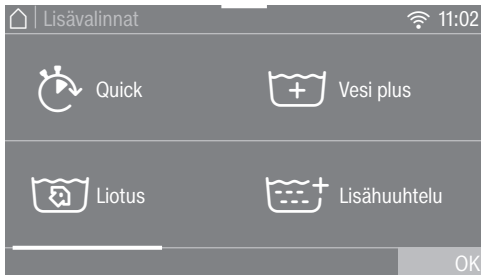 Lisävalinnat 11:02
Quick
Vesi plus
Liotus
Lisähuuhtelu
OK